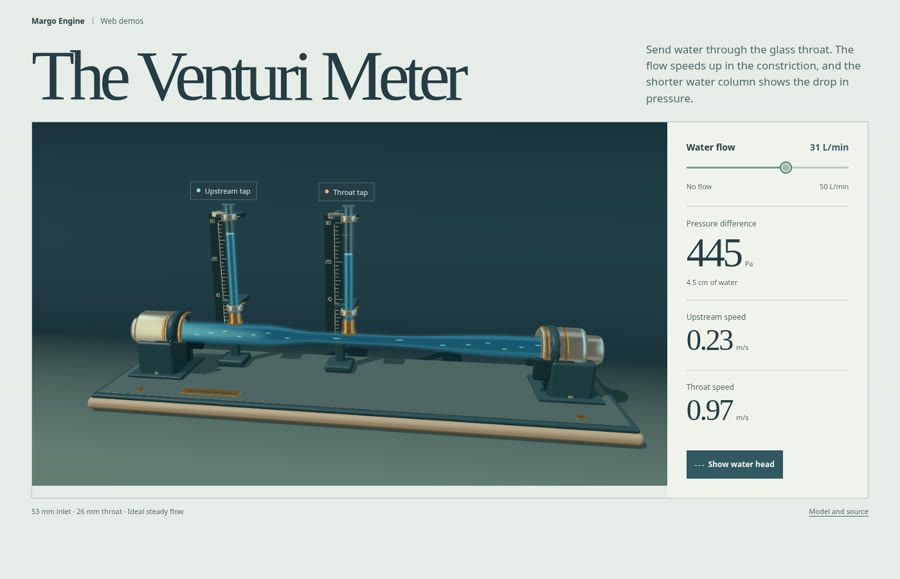 Margo Engine | Web demos
The Venturi Meter
Send water through the glass throat. The
flow speeds up in the constriction, and the
shorter water column shows the drop in
pressure.
Upstream tap
Throat tap
Water flow 31 L/min
No flow 50 L/min
Pressure difference
445 Pa
4.5 cm of water
Upstream speed
0.23 m/s
Throat speed
0.97 m/s
--- Show water head
53 mm inlet · 26 mm throat · Ideal steady flow
Model and source